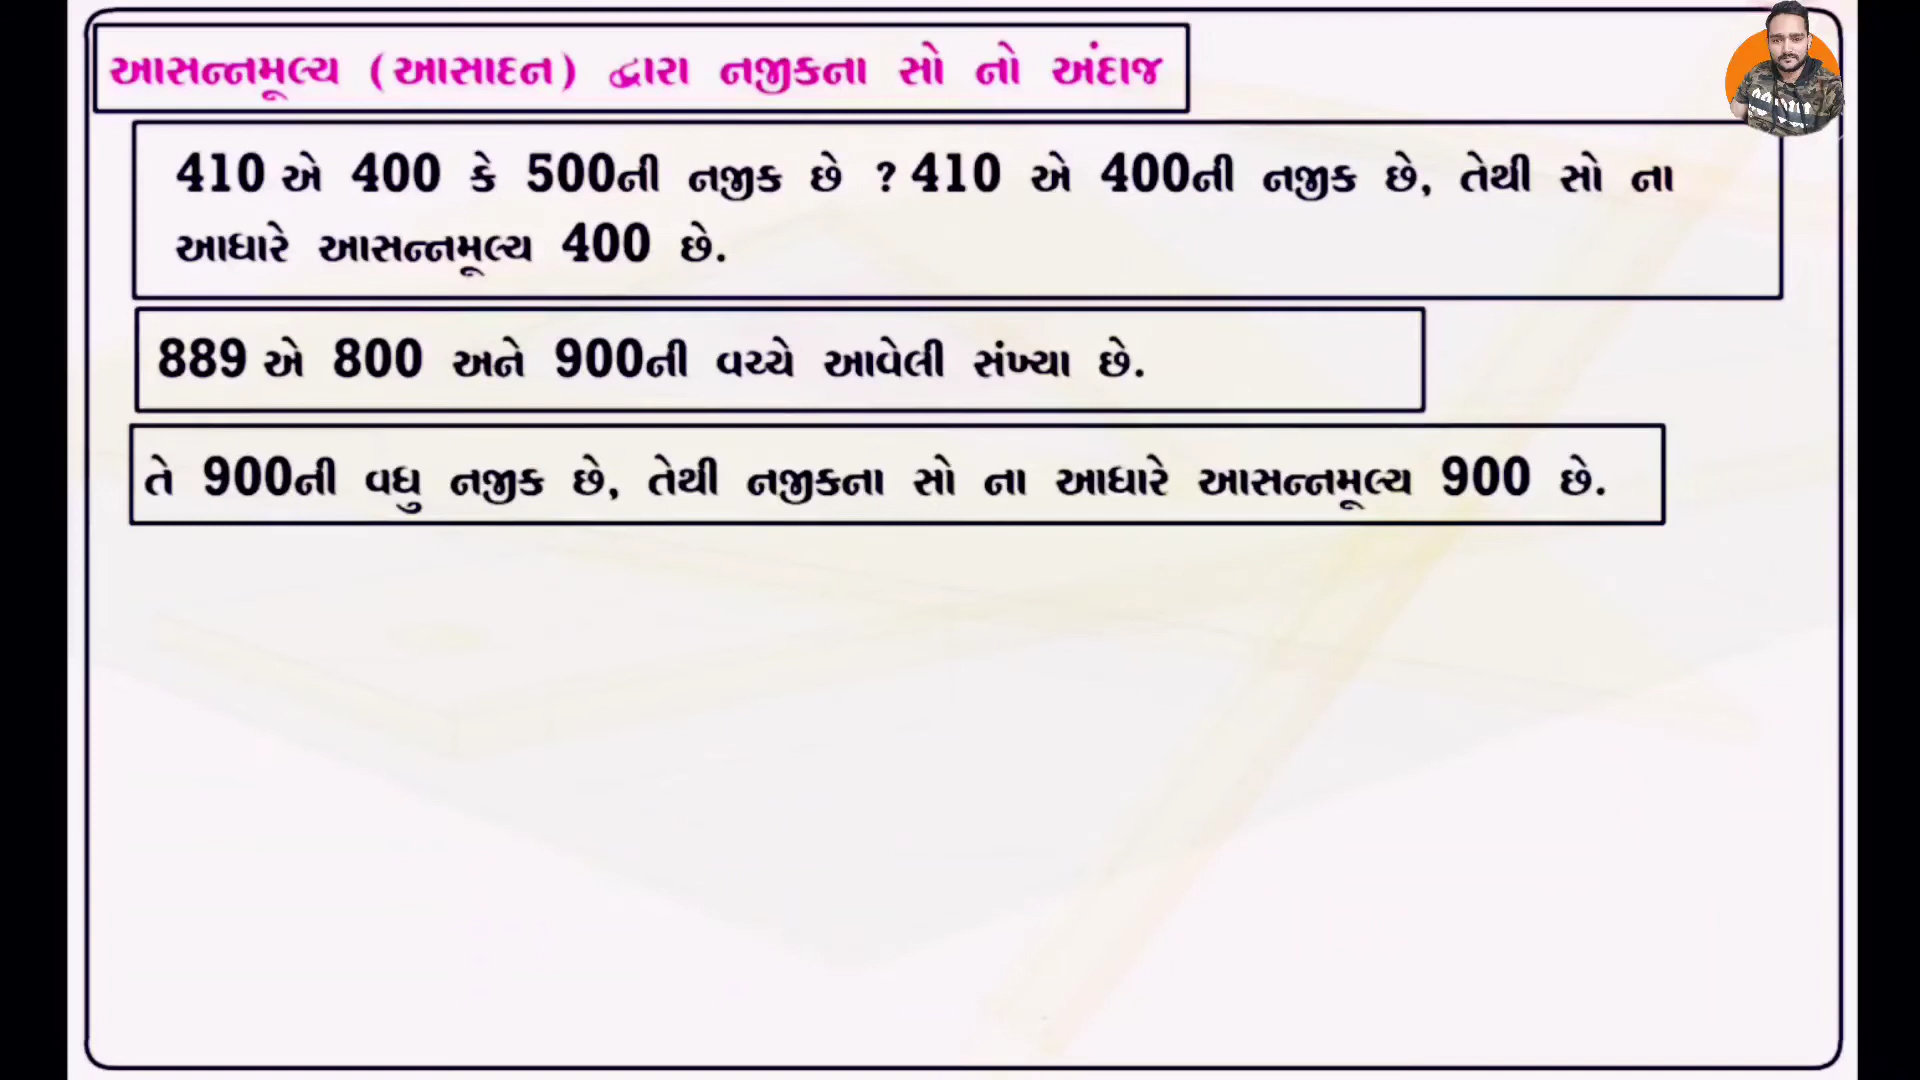 આસન્નમૂલ્ય (આસાદન) દ્વારા નજીકના સો નો અંદાજ
410 એ 400 કે 500ની નજીક છે ? 410 એ 400ની નજીક છે, તેથી સો ના
આધારે આસન્નમૂલ્ય 400 છે.
889 એ 800 અને 900ની વચ્ચે આવેલી સંખ્યા છે.
તે 900ની વધુ નજીક છે, તેથી નજીકના સો ના આધારે આસન્નમૂલ્ય 900 છે.